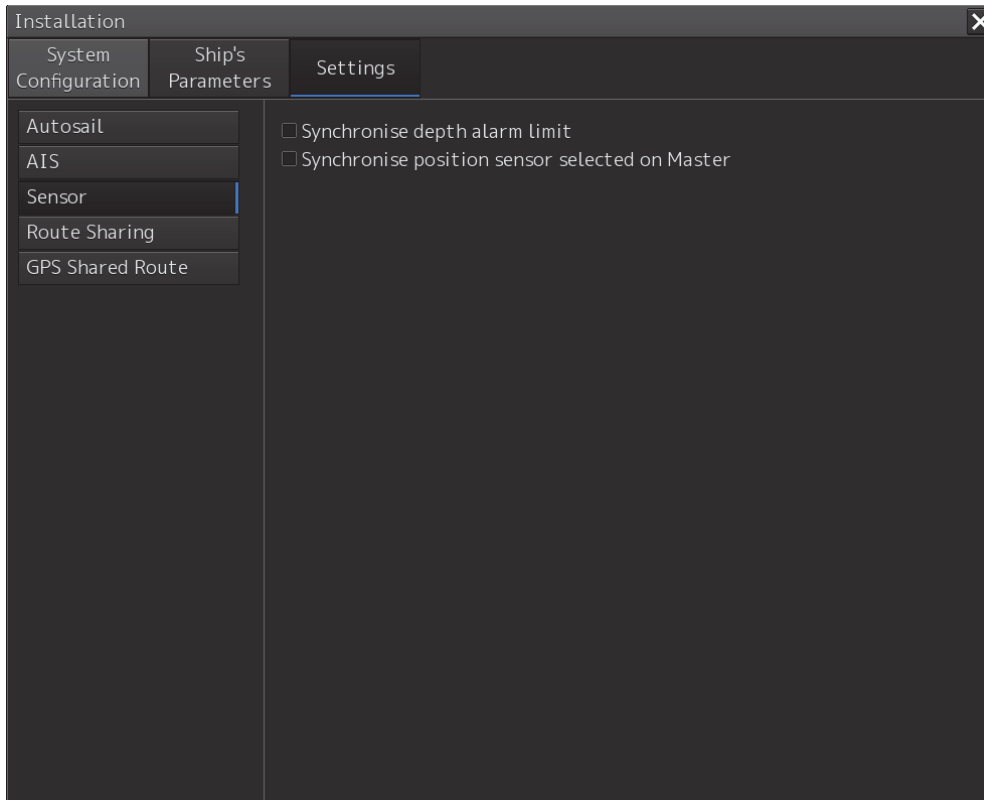 Installation
System
Configuration
Ship's
Parameters
Settings
Autosail
AIS
Sensor
Route Sharing
GPS Shared Route
Synchronise depth alarm limit
Synchronise position sensor selected on Master